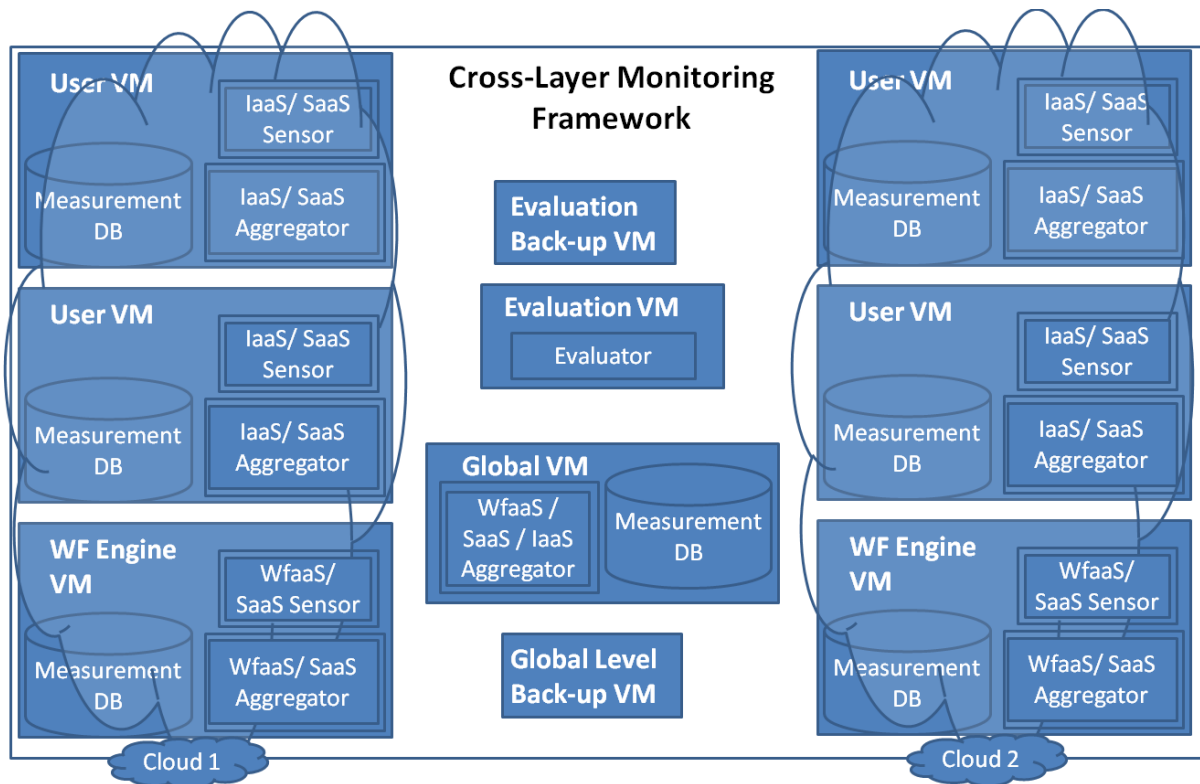 Cross-Layer Monitoring
Framework
User VM
IaaS/ SaaS
Sensor
Measurement
DB
IaaS/ SaaS
Aggregator
User VM
IaaS/ SaaS
Sensor
Measurement
DB
IaaS/ SaaS
Aggregator
WF Engine
VM
WfaaS/
SaaS Sensor
Measurement
DB
WfaaS/ SaaS
Aggregator
Cloud 1
Evaluation
Back-up VM
Evaluation VM
Evaluator
Global VM
WfaaS /
SaaS / IaaS
Aggregator
Measurement
DB
Global Level
Back-up VM
User VM
IaaS/ SaaS
Sensor
Measurement
DB
IaaS/ SaaS
Aggregator
User VM
IaaS/ SaaS
Sensor
Measurement
DB
IaaS/ SaaS
Aggregator
WF Engine
VM
WfaaS/
SaaS Sensor
Measurement
DB
WfaaS/ SaaS
Aggregator
Cloud 2